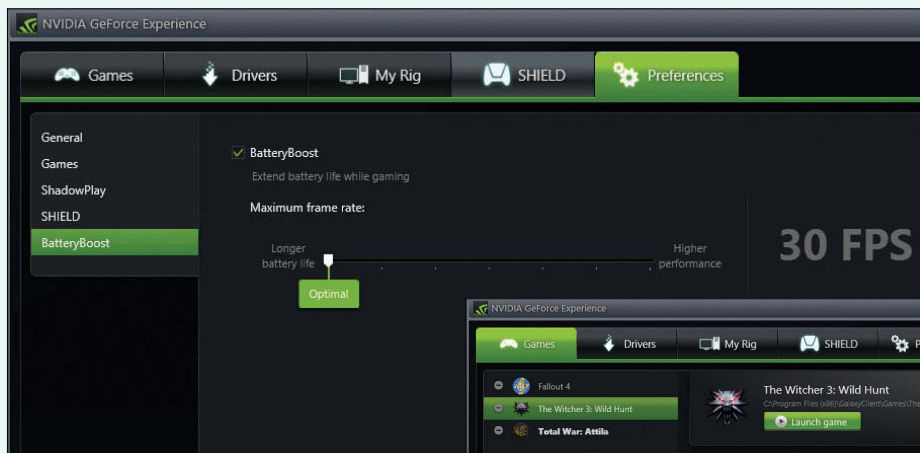 NVIDIA GeForce Experience
Games Drivers My Rig SHIELD Preferences
General
Games
ShadowPlay
SHIELD
BatteryBoost
BatteryBoost
Extend battery life while gaming
Maximum frame rate:
Longer
battery life
Higher
performance
Optimal
30 FPS
NVIDIA GeForce Experience
Games Drivers My Rig SHIELD P
Fallout 4
The Witcher 3: Wild Hunt
Total War: Attila
The Witcher 3: Wild Hunt
C:\Program Files (x86)\GalaxyClient\Games\The
Launch game